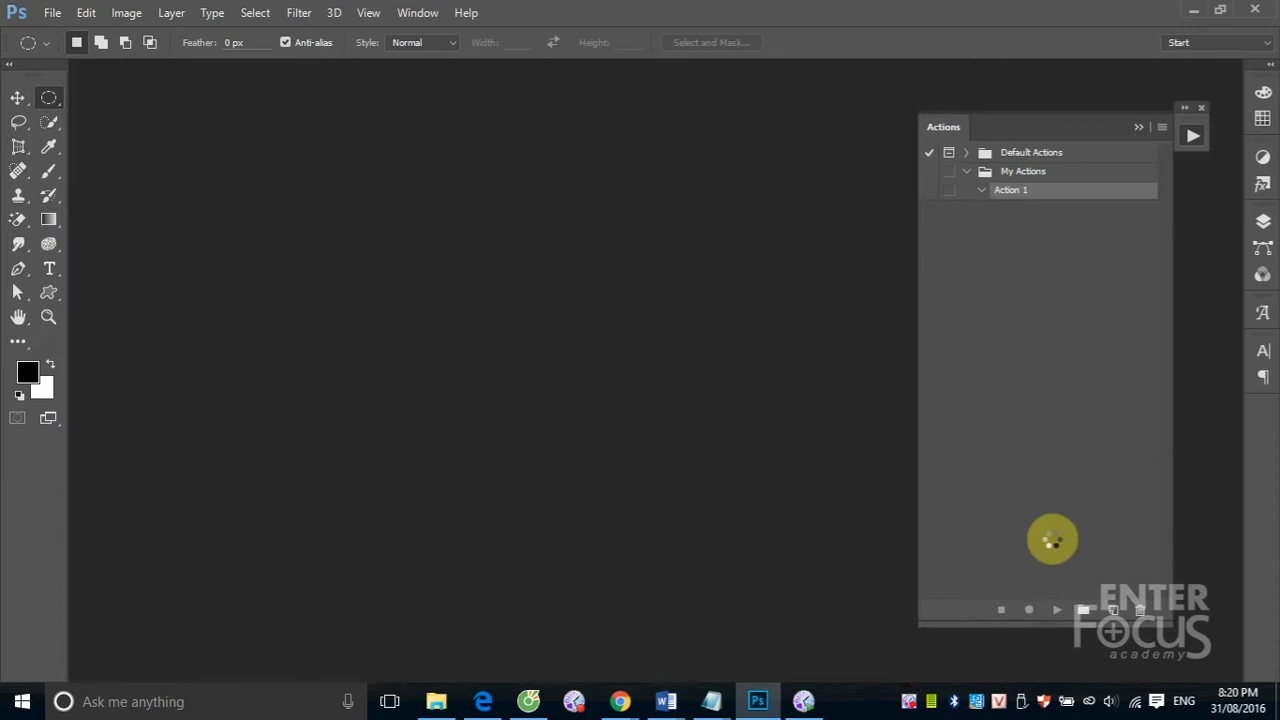 Ps File Edit Image Layer Type Select Filter 3D View Window Help
Feather: 0 px Anti-alias Style: Normal Width: Height: Select and Mask... Start
Actions
Default Actions
My Actions
Action 1
ENTER
FOCUS
academy
Ask me anything
ENG
8:20 PM
31/08/2016